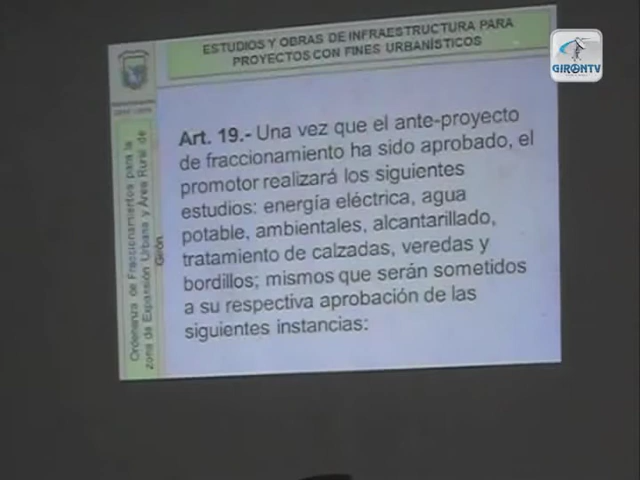 ESTUDIOS Y OBRAS DE INFRAESTRUCTURA PARA
PROYECTOS CON FINES URBANÍSTICOS
GIRONTV
Art. 19.- Una vez que el ante-proyecto
de fraccionamiento ha sido aprobado, el
promotor realizará los siguientes
estudios: energía eléctrica, agua
potable, ambientales, alcantarillado,
tratamiento de calzadas, veredas y
bordillos; mismos que serán sometidos
a su respectiva aprobación de las
siguientes instancias:
Ordenanza de Fraccionamientos para la
zona de Expansión Urbana y Área Rural de
Girón